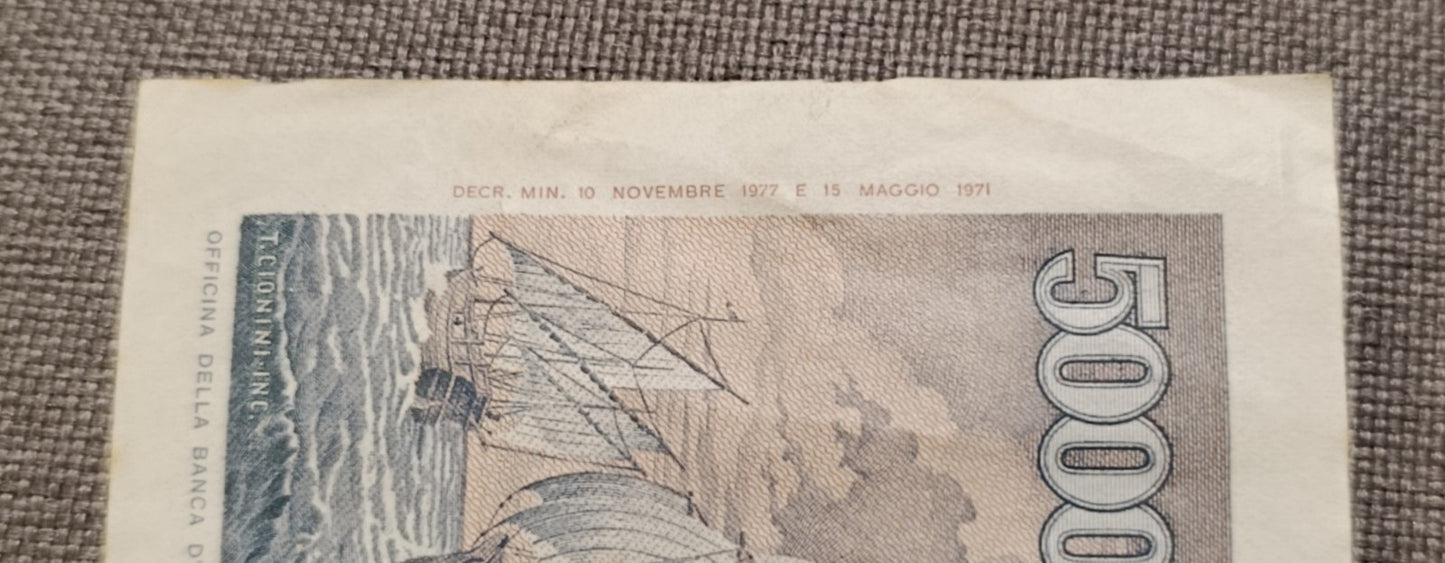 DECR. MIN. 10 NOVEMBRE 1977 E 15 MAGGIO 1971
5000
T. CIONINI. INC.
OFFICINA DELLA BANCA D'